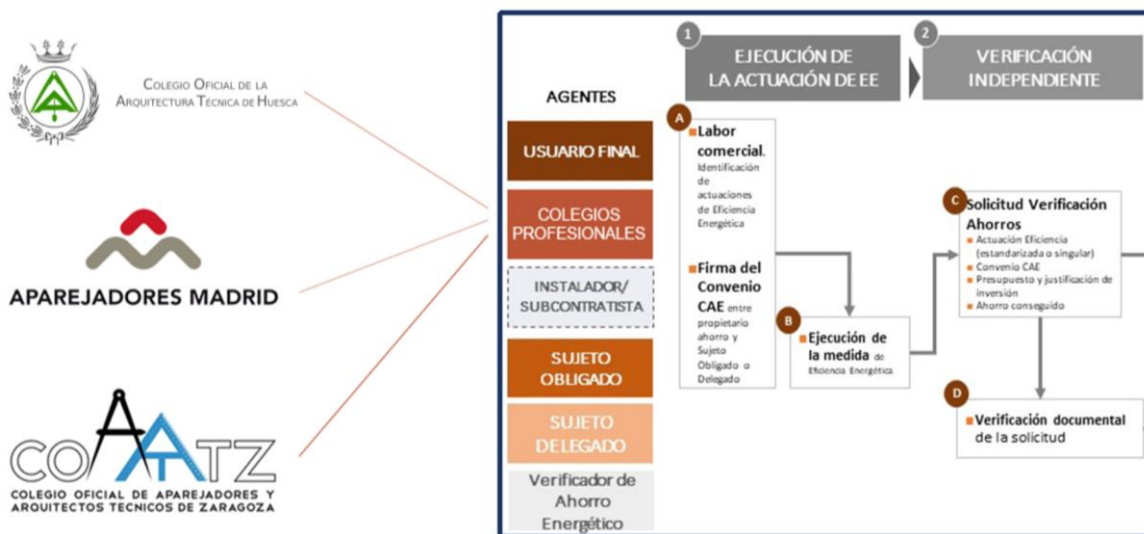 COLEGIO OFICIAL DE LA
ARQUITECTURA TÉCNICA DE HUESCA
APAREJADORES MADRID
COAATZ
COLEGIO OFICIAL DE APAREJADORES Y
ARQUITECTOS TECNICOS DE ZARAGOZA
AGENTES
USUARIO FINAL
COLEGIOS
PROFESIONALES
INSTALADOR/
SUBCONTRATISTA
SUJETO
OBLIGADO
SUJETO
DELEGADO
Verificador de
Ahorro
Energético
1
EJECUCIÓN DE
LA ACTUACIÓN DE EE
2
VERIFICACIÓN
INDEPENDIENTE
A
Labor
comercial.
Identificación
de
actuaciones
de Eficiencia
Energética
Firma del
Convenio
CAE entre
propietario
ahorro y
Sujeto
Obligado o
Delegado
B
Ejecución de
la medida de
Eficiencia Energética
C
Solicitud Verificación
Ahorros
Actuación Eficiencia
(estandarizada o singular)
Convenio CAE
Presupuesto y justificación de
inversión
Ahorro conseguido
D
Verificación documental
de la solicitud